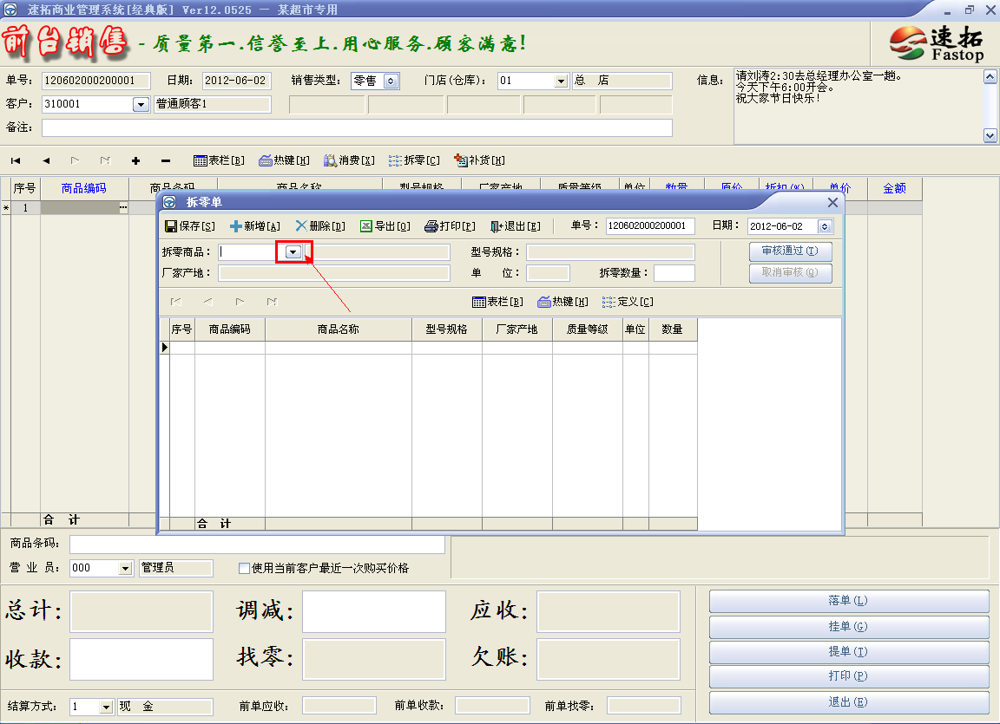 速拓商业管理系统[经典版] Ver12.0525 — 某超市专用
前台销售 -质量第一.信誉至上.用心服务.顾客满意!
速拓 Fastop
单号: 120602000200001 日期: 2012-06-02 销售类型: 零售 门店(仓库): 01 总 店 信息:
请刘涛2:30去总经理办公室一趟。
今天下午6:00开会。
祝大家节日快乐!
客户: 310001 普通顾客1
备注:
表栏[B] 热键[H] 消费[X] 拆零[C] 补货[H]
序号 商品编码 商品条码 商品名称 型号规格 厂家产地 质量等级 单位 数量 原价 折扣(%) 单价 金额
* 1 ...
拆零单
保存[S] 新增[A] 删除[D] 导出[O] 打印[P] 退出[E] 单号: 120602000200001 日期: 2012-06-02
拆零商品: 型号规格: 审核通过(T)
厂家产地: 单 位: 拆零数量: 取消审核(Q)
表栏[B] 热键[H] 定义[C]
序号 商品编码 商品名称 型号规格 厂家产地 质量等级 单位 数量
合 计
合 计
商品条码:
营 业 员: 000 管理员 使用当前客户最近一次购买价格
总计: 调减: 应收:
收款: 找零: 欠账:
结算方式: 1 现 金 前单应收: 前单收款: 前单找零:
落单(L)
挂单(G)
提单(T)
打印(P)
退出(E)